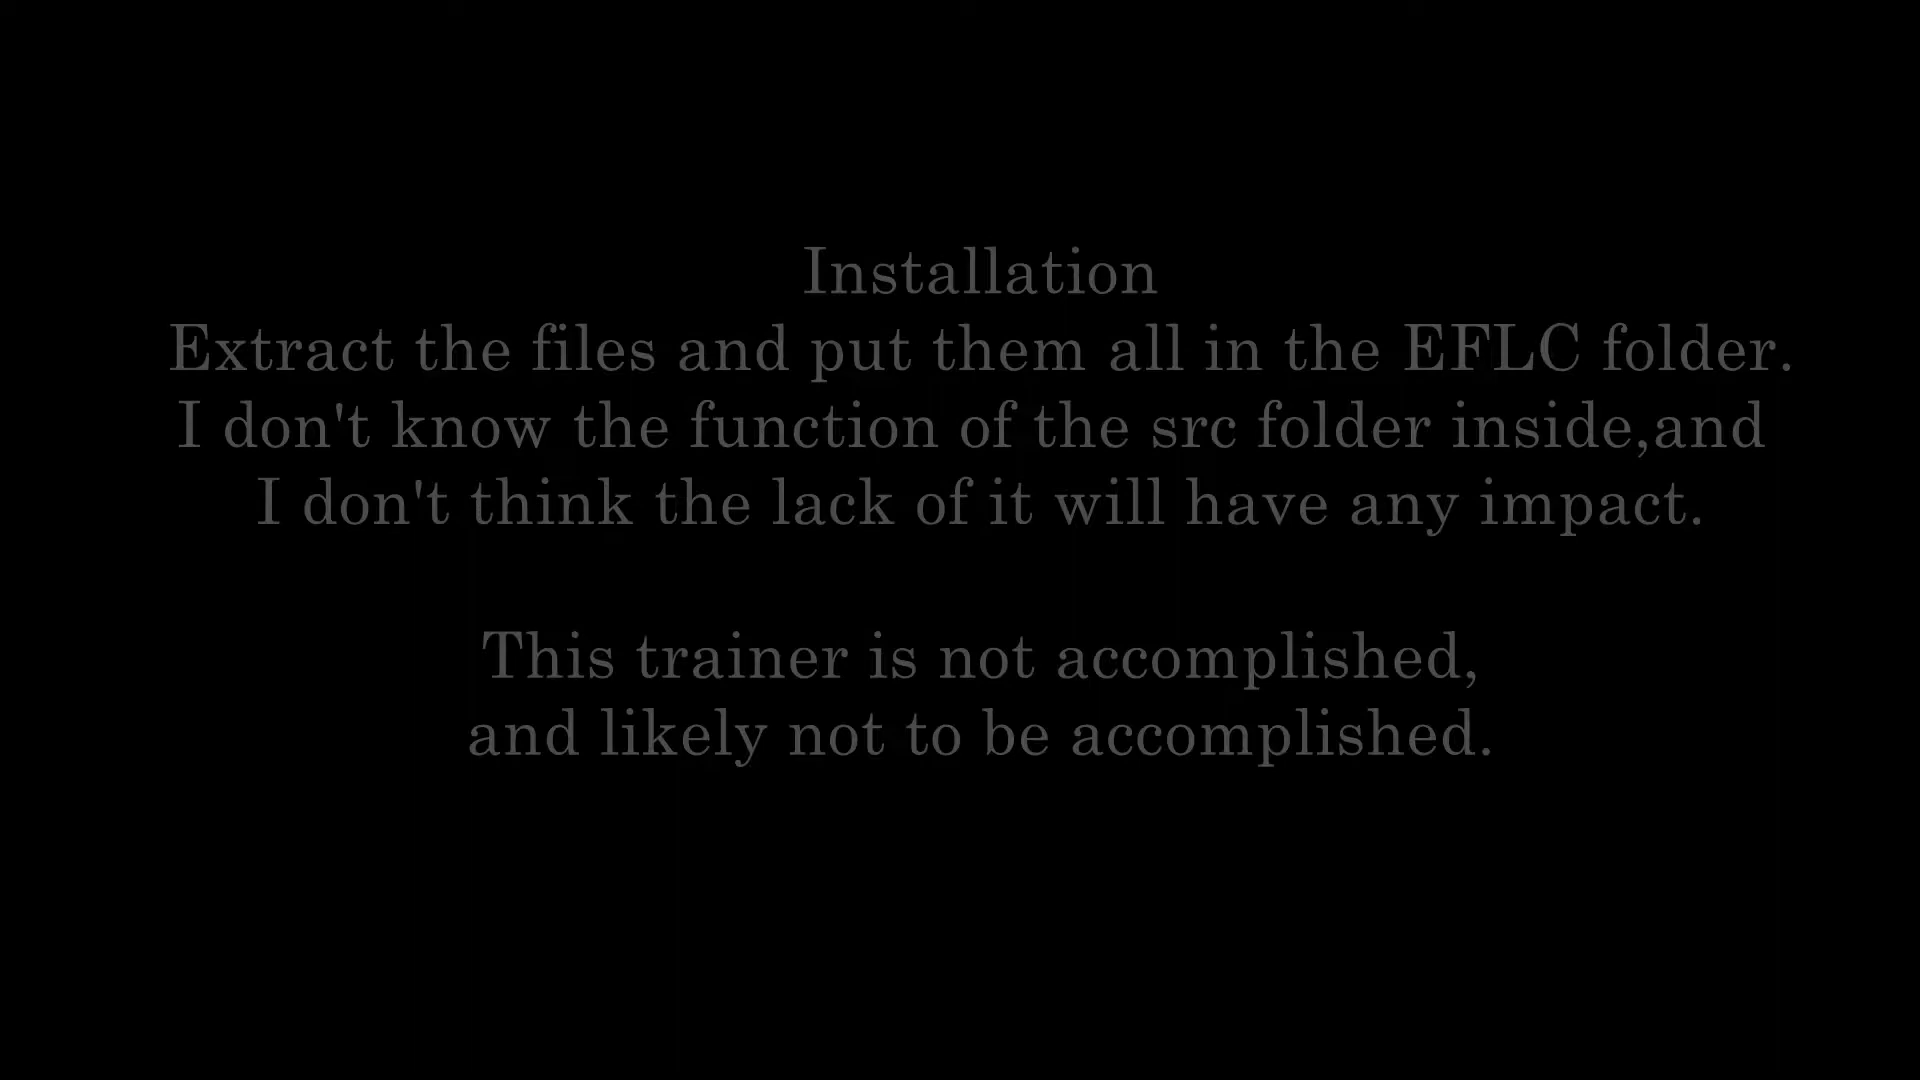 Installation
Extract the files and put them all in the EFLC folder.
I don't know the function of the src folder inside,and
I don't think the lack of it will have any impact.
This trainer is not accomplished,
and likely not to be accomplished.